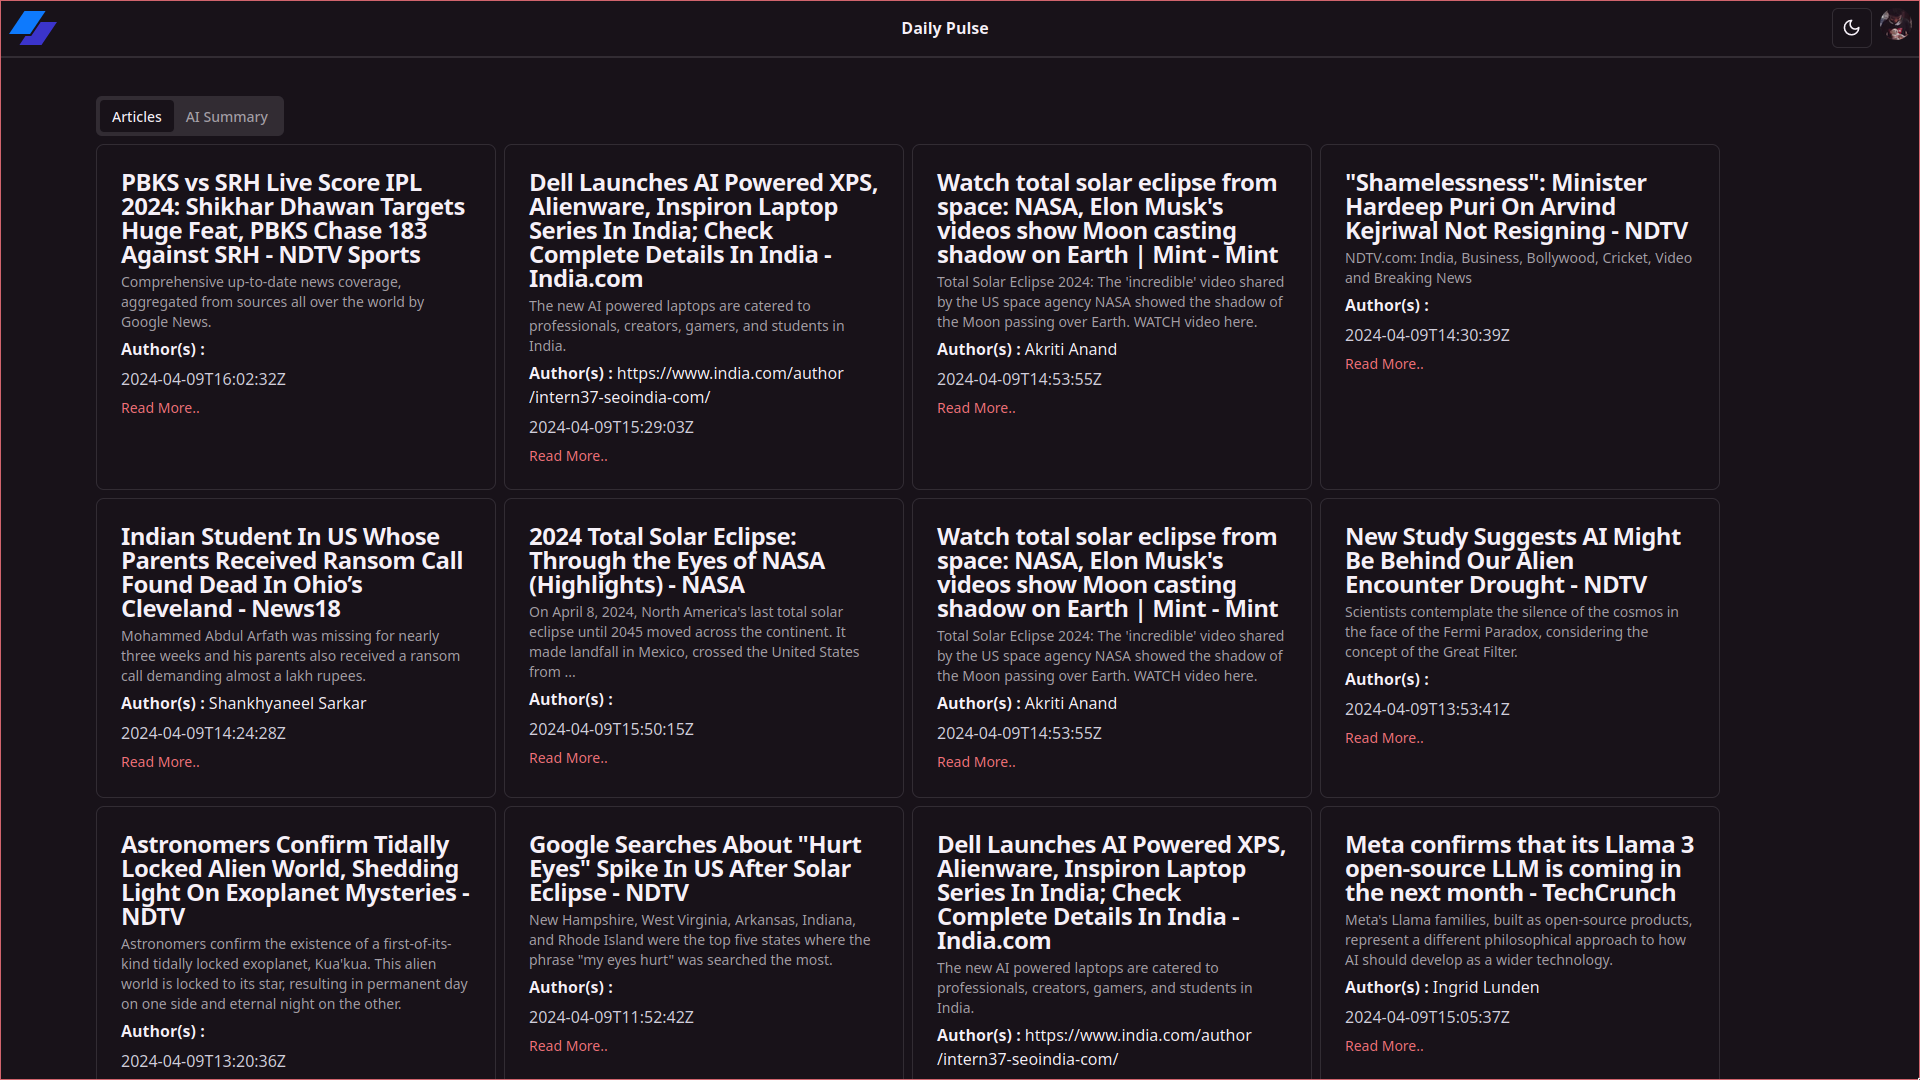 Daily Pulse
Articles
AI Summary
PBKS vs SRH Live Score IPL
2024: Shikhar Dhawan Targets
Huge Feat, PBKS Chase 183
Against SRH - NDTV Sports
Comprehensive up-to-date news coverage,
aggregated from sources all over the world by
Google News.
Author(s) :
2024-04-09T16:02:32Z
Read More..
Dell Launches AI Powered XPS,
Alienware, Inspiron Laptop
Series In India; Check
Complete Details In India -
India.com
The new AI powered laptops are catered to
professionals, creators, gamers, and students in
India.
Author(s) : https://www.india.com/author
/intern37-seoindia-com/
2024-04-09T15:29:03Z
Read More..
Watch total solar eclipse from
space: NASA, Elon Musk's
videos show Moon casting
shadow on Earth | Mint - Mint
Total Solar Eclipse 2024: The 'incredible' video shared
by the US space agency NASA showed the shadow of
the Moon passing over Earth. WATCH video here.
Author(s) : Akriti Anand
2024-04-09T14:53:55Z
Read More..
"Shamelessness": Minister
Hardeep Puri On Arvind
Kejriwal Not Resigning - NDTV
NDTV.com: India, Business, Bollywood, Cricket, Video
and Breaking News
Author(s) :
2024-04-09T14:30:39Z
Read More..
Indian Student In US Whose
Parents Received Ransom Call
Found Dead In Ohio’s
Cleveland - News18
Mohammed Abdul Arfath was missing for nearly
three weeks and his parents also received a ransom
call demanding almost a lakh rupees.
Author(s) : Shankhyaneel Sarkar
2024-04-09T14:24:28Z
Read More..
2024 Total Solar Eclipse:
Through the Eyes of NASA
(Highlights) - NASA
On April 8, 2024, North America's last total solar
eclipse until 2045 moved across the continent. It
made landfall in Mexico, crossed the United States
from ...
Author(s) :
2024-04-09T15:50:15Z
Read More..
Watch total solar eclipse from
space: NASA, Elon Musk's
videos show Moon casting
shadow on Earth | Mint - Mint
Total Solar Eclipse 2024: The 'incredible' video shared
by the US space agency NASA showed the shadow of
the Moon passing over Earth. WATCH video here.
Author(s) : Akriti Anand
2024-04-09T14:53:55Z
Read More..
New Study Suggests AI Might
Be Behind Our Alien
Encounter Drought - NDTV
Scientists contemplate the silence of the cosmos in
the face of the Fermi Paradox, considering the
concept of the Great Filter.
Author(s) :
2024-04-09T13:53:41Z
Read More..
Astronomers Confirm Tidally
Locked Alien World, Shedding
Light On Exoplanet Mysteries -
NDTV
Astronomers confirm the existence of a first-of-its-
kind tidally locked exoplanet, Kua'kua. This alien
world is locked to its star, resulting in permanent day
on one side and eternal night on the other.
Author(s) :
2024-04-09T13:20:36Z
Google Searches About "Hurt
Eyes" Spike In US After Solar
Eclipse - NDTV
New Hampshire, West Virginia, Arkansas, Indiana,
and Rhode Island were the top five states where the
phrase "my eyes hurt" was searched the most.
Author(s) :
2024-04-09T11:52:42Z
Read More..
Dell Launches AI Powered XPS,
Alienware, Inspiron Laptop
Series In India; Check
Complete Details In India -
India.com
The new AI powered laptops are catered to
professionals, creators, gamers, and students in
India.
Author(s) : https://www.india.com/author
/intern37-seoindia-com/
Meta confirms that its Llama 3
open-source LLM is coming in
the next month - TechCrunch
Meta's Llama families, built as open-source products,
represent a different philosophical approach to how
AI should develop as a wider technology.
Author(s) : Ingrid Lunden
2024-04-09T15:05:37Z
Read More..